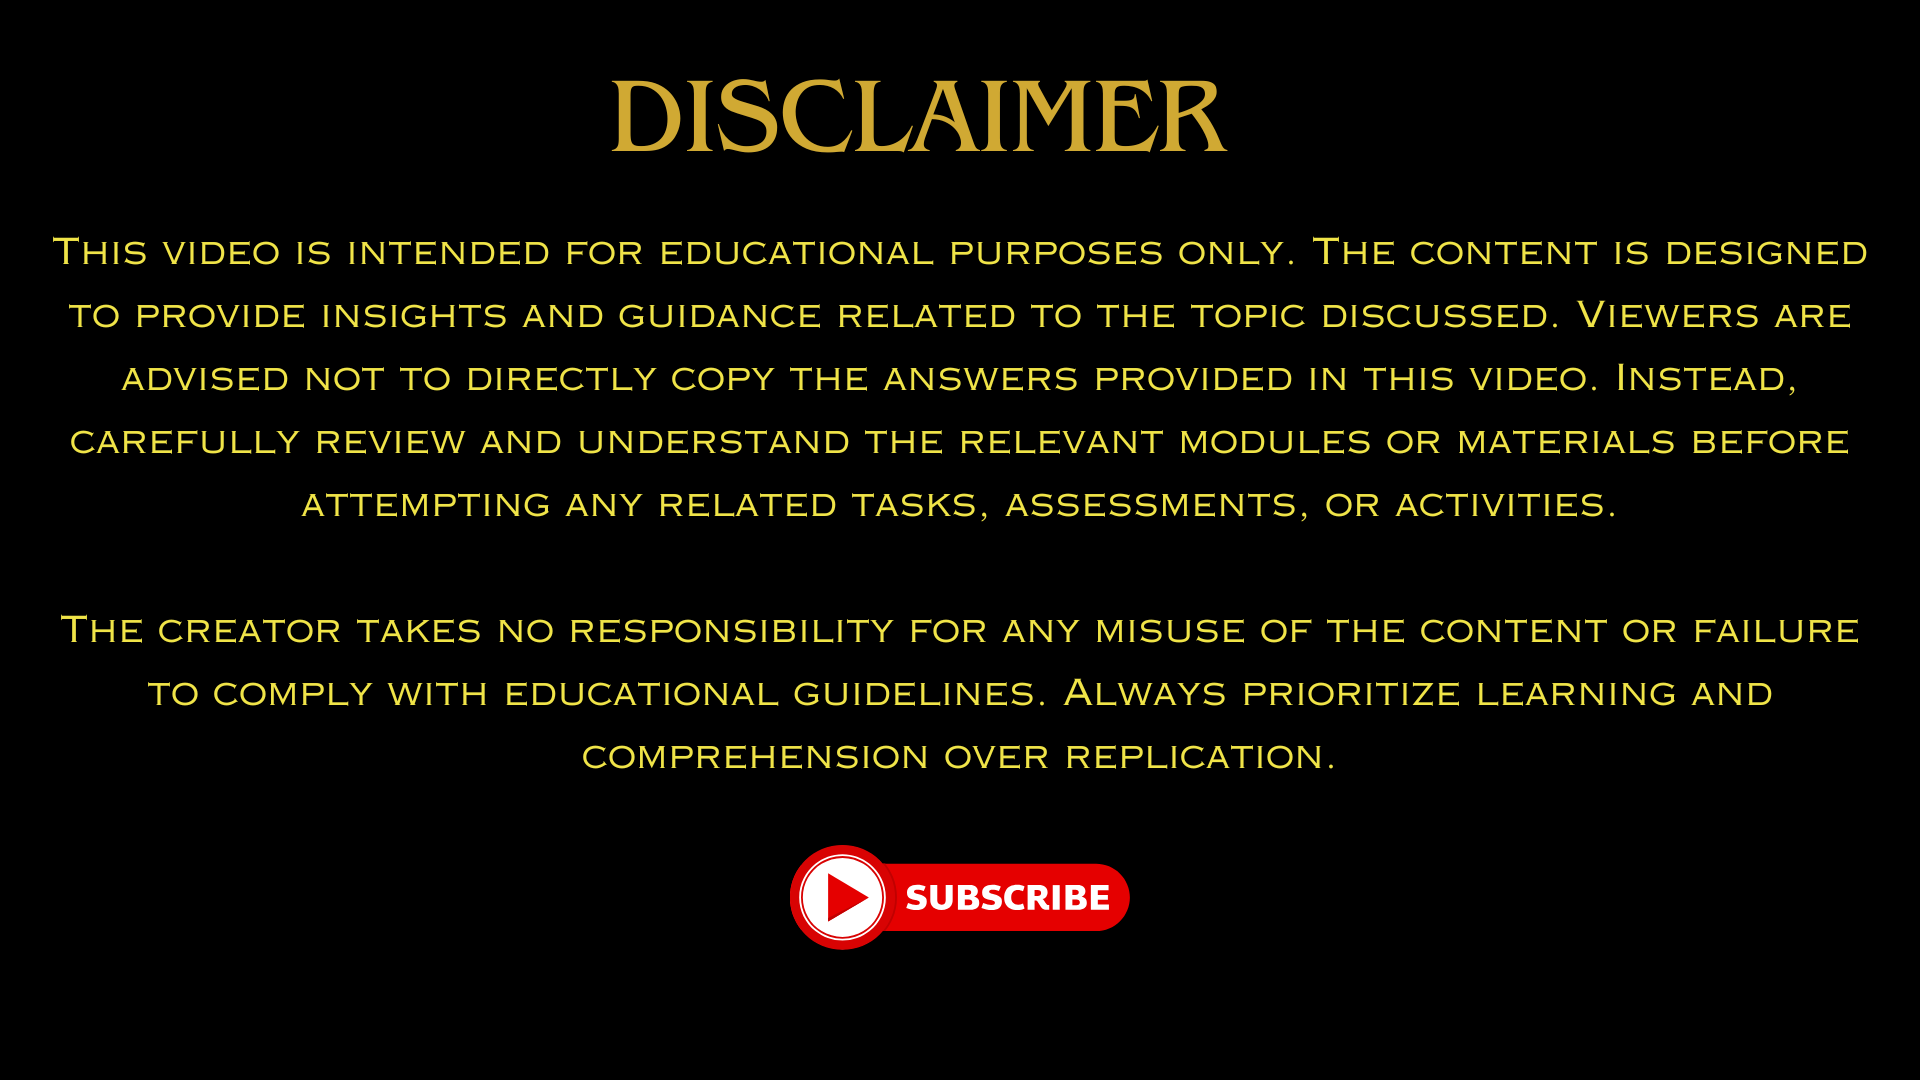 DISCLAIMER
This video is intended for educational purposes only. The content is designed
to provide insights and guidance related to the topic discussed. Viewers are
advised not to directly copy the answers provided in this video. Instead,
carefully review and understand the relevant modules or materials before
attempting any related tasks, assessments, or activities.
The creator takes no responsibility for any misuse of the content or failure
to comply with educational guidelines. Always prioritize learning and
comprehension over replication.
SUBSCRIBE